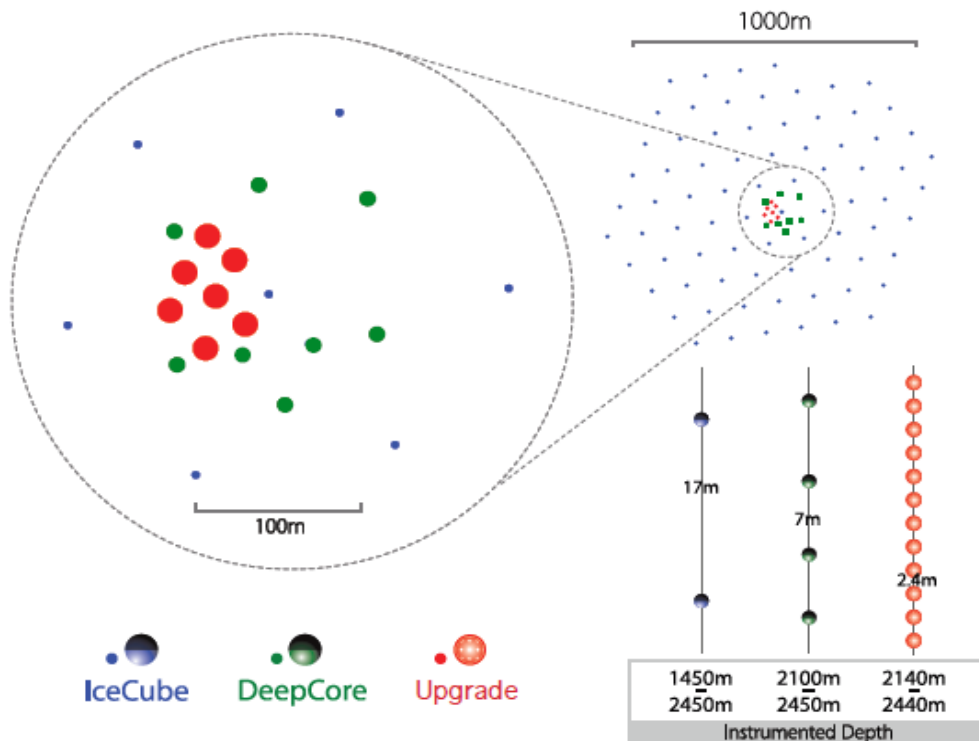 1000m
100m
17m
7m
2.4m
IceCube
DeepCore
Upgrade
1450m
2450m
2100m
2450m
2140m
2440m
Instrumented Depth